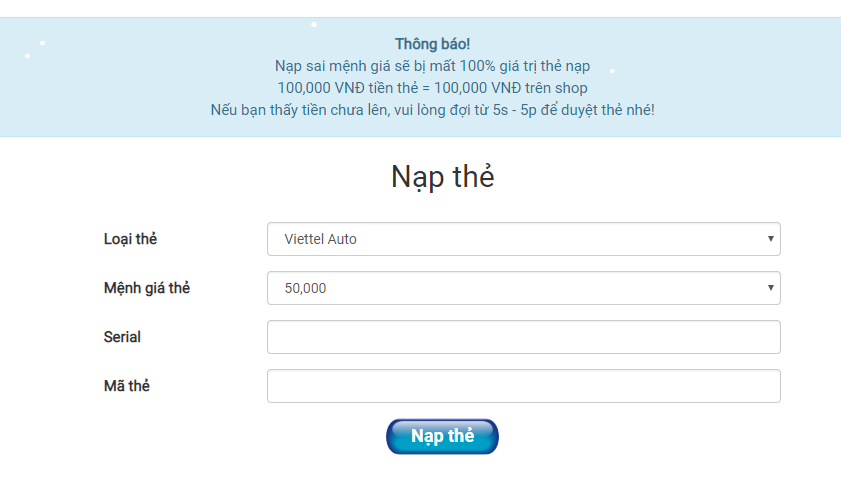 Thông báo!
Nạp sai mệnh giá sẽ bị mất 100% giá trị thẻ nạp
100,000 VNĐ tiền thẻ = 100,000 VNĐ trên shop
Nếu bạn thấy tiền chưa lên, vui lòng đợi từ 5s - 5p để duyệt thẻ nhé!
Nạp thẻ
Loại thẻ Viettel Auto
Mệnh giá thẻ 50,000
Serial
Mã thẻ
Nạp thẻ